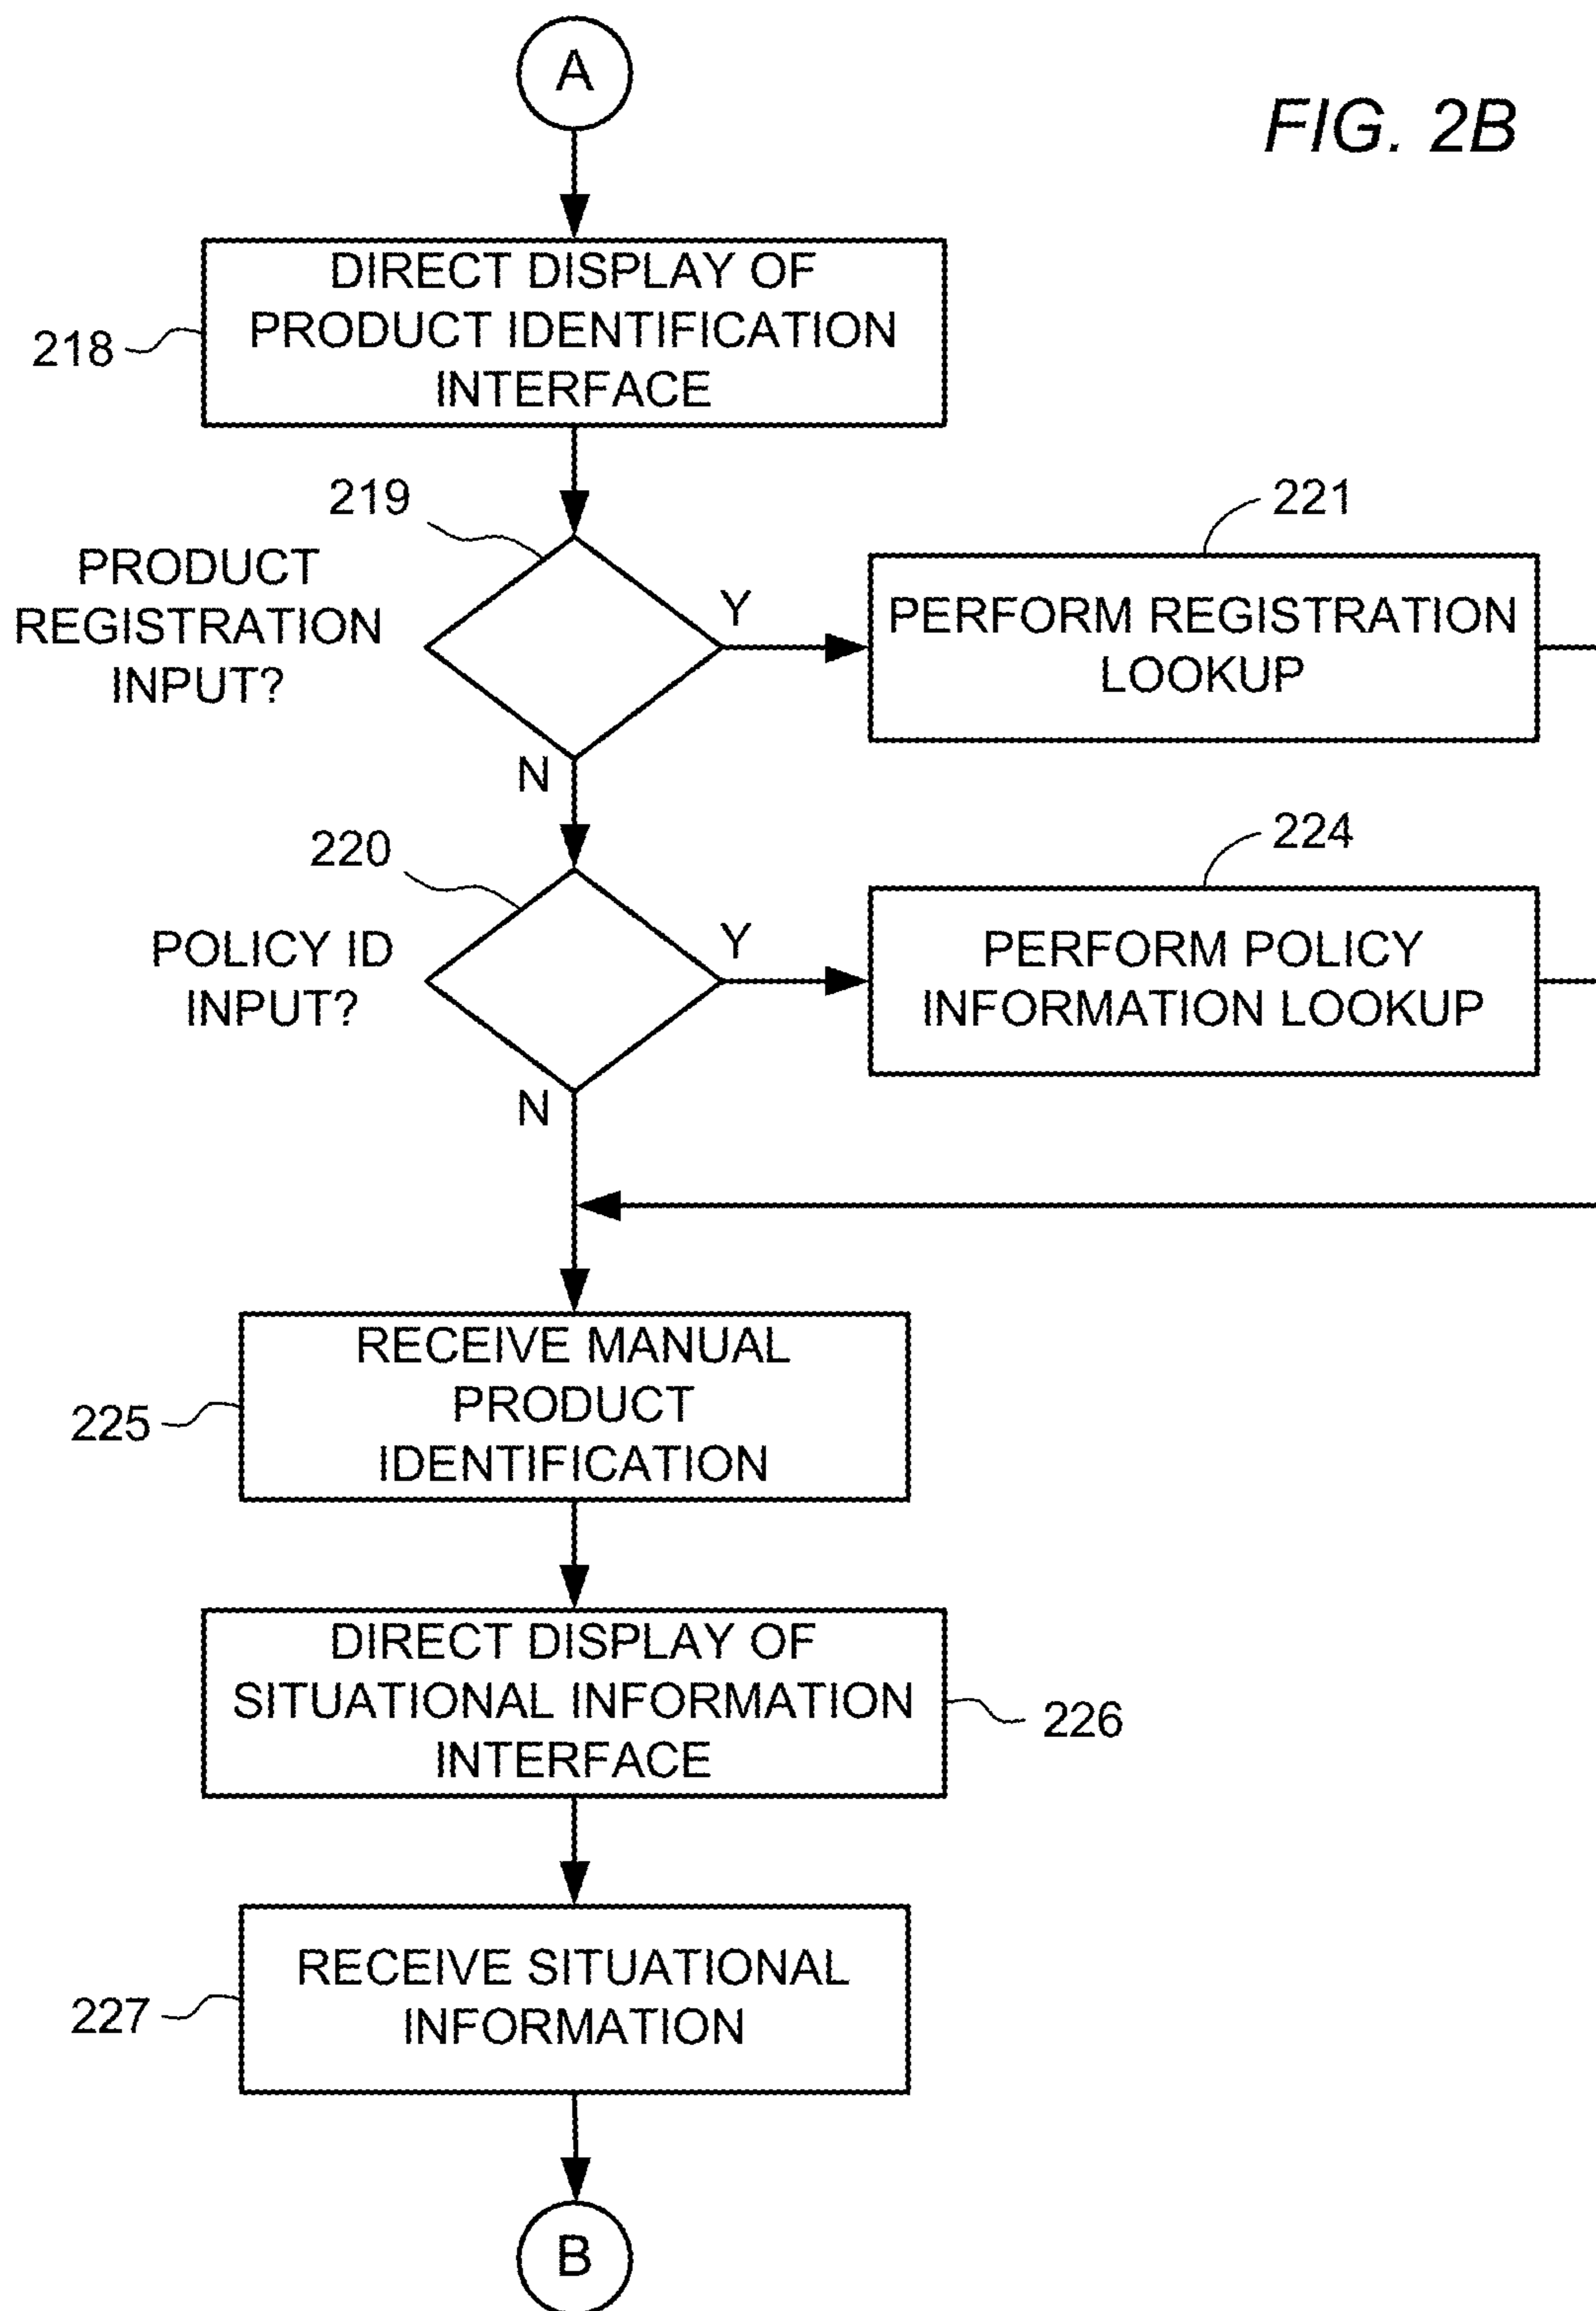 A
FIG. 2B
DIRECT DISPLAY OF
PRODUCT IDENTIFICATION
INTERFACE
218
219
PRODUCT
REGISTRATION
INPUT?
Y
N
221
PERFORM REGISTRATION
LOOKUP
220
POLICY ID
INPUT?
Y
N
224
PERFORM POLICY
INFORMATION LOOKUP
RECEIVE MANUAL
PRODUCT
IDENTIFICATION
225
DIRECT DISPLAY OF
SITUATIONAL INFORMATION
INTERFACE
226
RECEIVE SITUATIONAL
INFORMATION
227
B